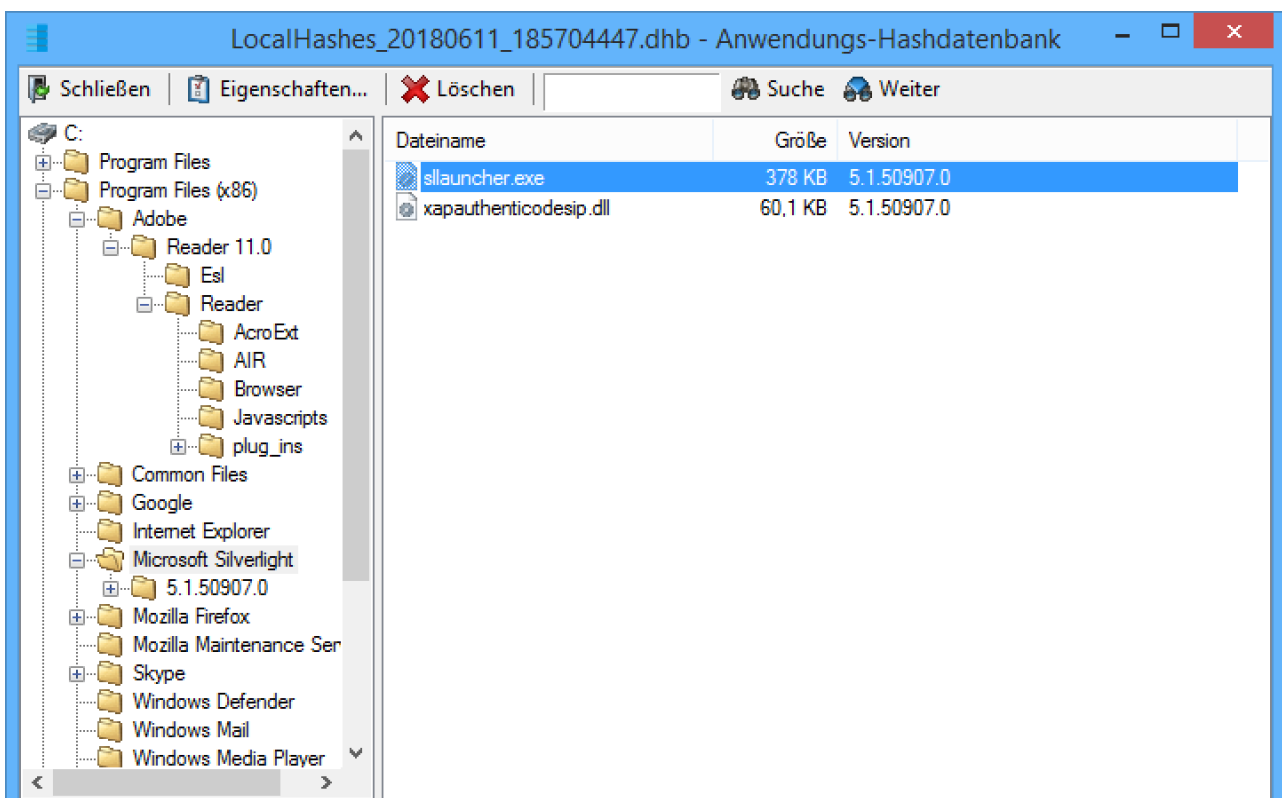 LocalHashes_20180611_185704447.dhb - Anwendungs-Hashdatenbank
Schließen Eigenschaften... Löschen Suche Weiter
C:
Program Files
Program Files (x86)
Adobe
Reader 11.0
Esl
Reader
AcroExt
AIR
Browser
Javascripts
plug_ins
Common Files
Google
Internet Explorer
Microsoft Silverlight
5.1.50907.0
Mozilla Firefox
Mozilla Maintenance Ser
Skype
Windows Defender
Windows Mail
Windows Media Player
Dateiname Größe Version
sllauncher.exe 378 KB 5.1.50907.0
xapauthenticodesip.dll 60,1 KB 5.1.50907.0